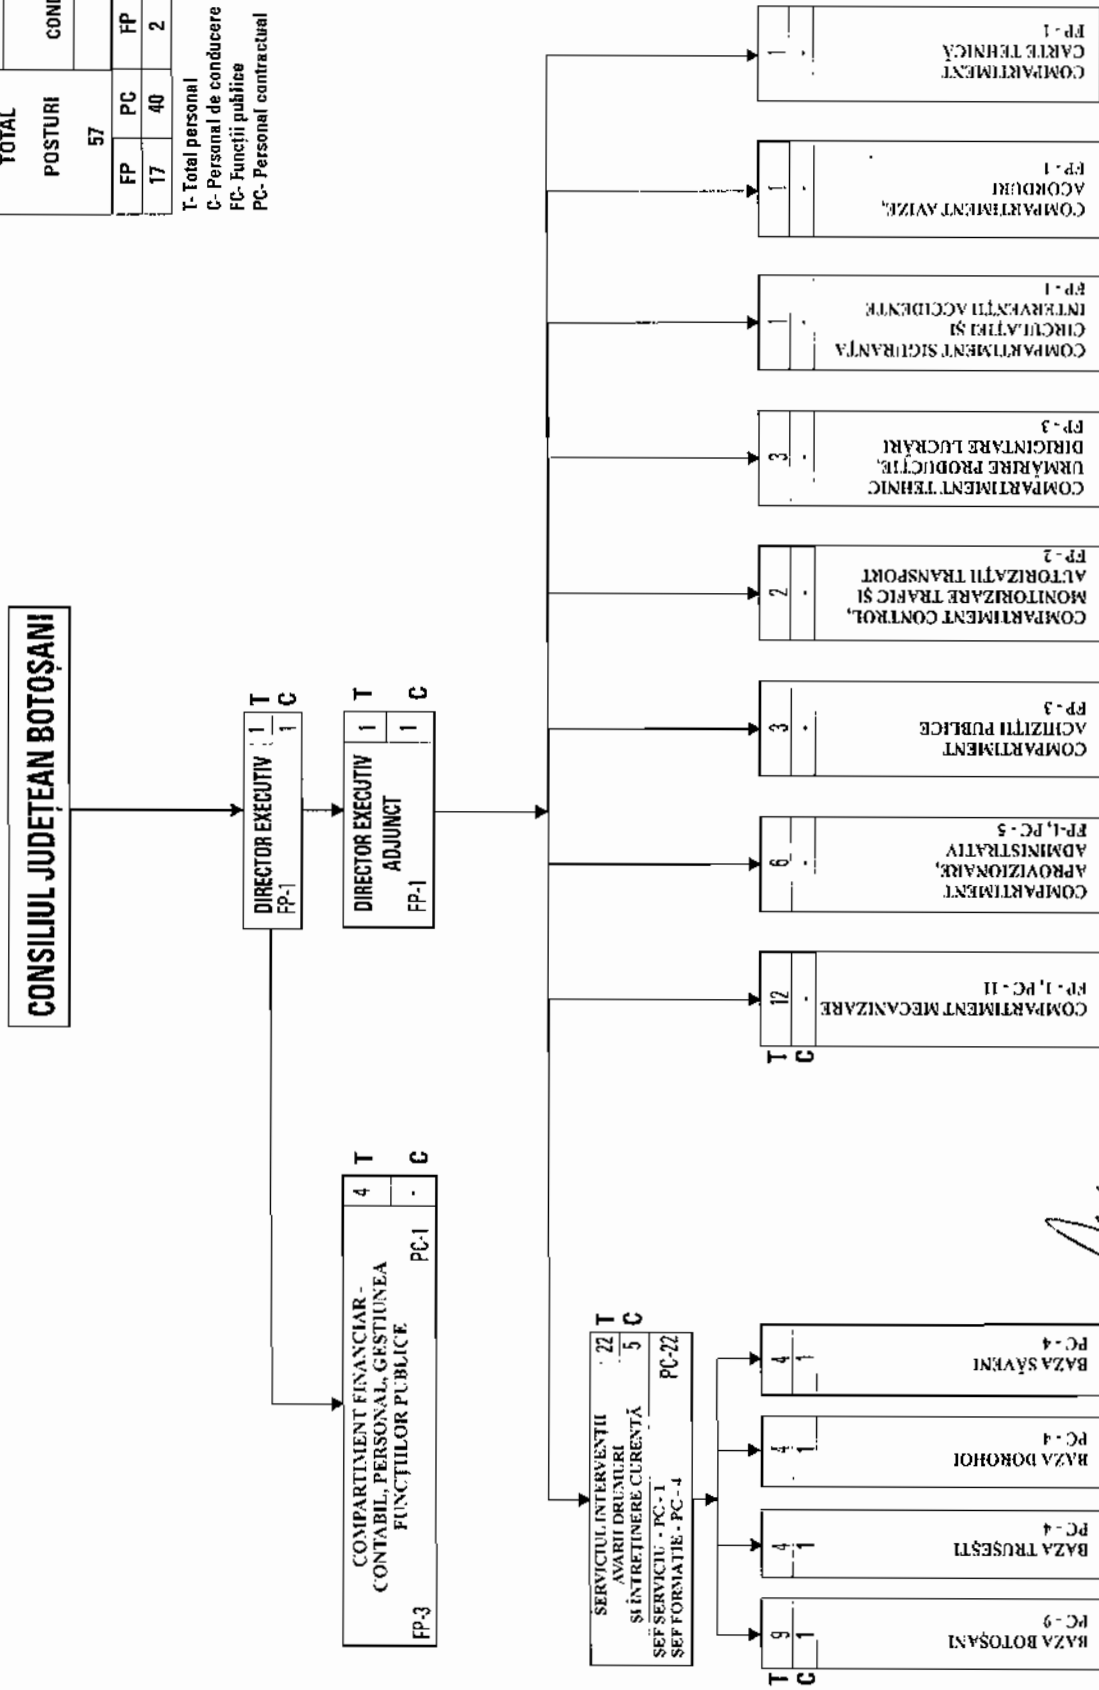 CONSILIUL JUDEȚEAN BOTOȘANI
TOTAL
POSTURI
57
FP PC FP
17 40 2
T- Total personal
C- Personal de conducere
FC- Funcții publice
PC- Personal contractual
DIRECTOR EXECUTIV 1 T
FP-1 1 C
DIRECTOR EXECUTIV 1 T
ADJUNCT
FP-1 1 C
COMPARTIMENT FINANCIAR - 4 T
CONTABIL, PERSONAL, GESTIUNEA
FUNCȚIILOR PUBLICE
FP-3 PC-1 - C
SERVICIUL INTERVENȚII 22 T
AVARII DRUMURI
ȘI ÎNTREȚINERE CURENTĂ 5 C
ȘEF SERVICIU - PC - 1
ȘEF FORMAȚIE - PC - 4
PC-22
T 9
C 1
BAZA BOTOȘANI
PC - 9
4
1
BAZA TRUȘEȘTI
PC - 4
4
1
BAZA DOROHOI
PC - 4
4
1
BAZA SĂVENI
PC - 4
T 12
C -
COMPARTIMENT MECANIZARE
FP - 1, PC - 11
6
-
COMPARTIMENT
APROVIZIONARE,
ADMINISTRATIV
FP-1, PC - 5
3
-
COMPARTIMENT
ACHIZIȚII PUBLICE
FP - 3
2
-
COMPARTIMENT CONTROL,
MONITORIZARE TRAFIC ȘI
AUTORIZAȚII TRANSPORT
FP - 2
3
-
COMPARTIMENT TEHNIC
URMĂRIRE PRODUCȚIE,
DIRIGINTARE LUCRĂRI
FP - 3
1
-
COMPARTIMENT SIGURANȚA
CIRCULAȚIEI ȘI
INTERVENȚII ACCIDENTE
FP - 1
1
-
COMPARTIMENT AVIZE,
ACORDURI
FP - 1
1
-
COMPARTIMENT
CARTE TEHNICĂ
FP - 1